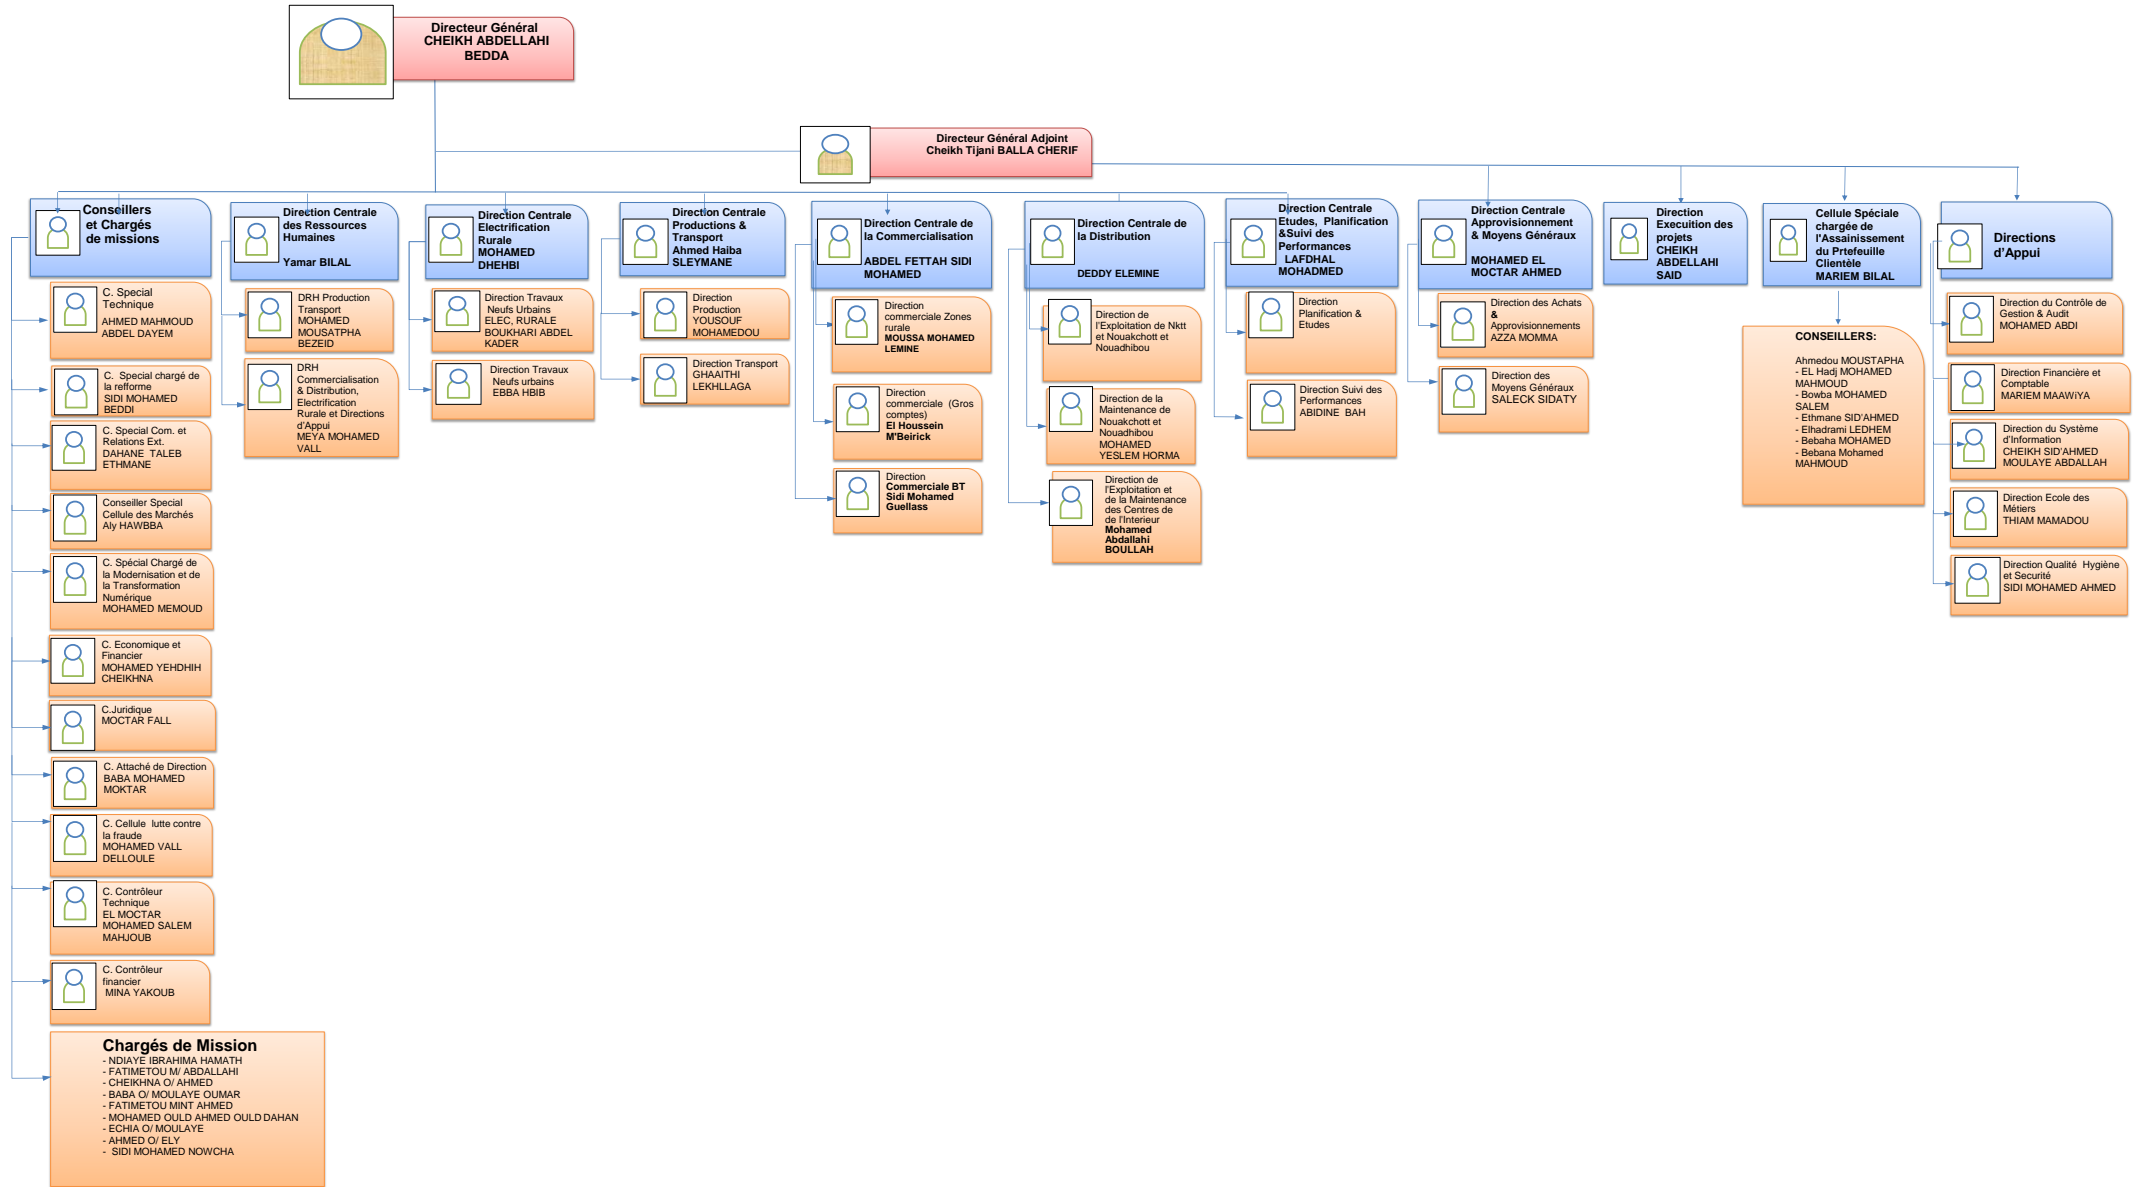 Directeur Général
CHEIKH ABDELLAHI
BEDDA
Directeur Général Adjoint
Cheikh Tijani BALLA CHERIF
Conseillers
et Chargés
de missions
C. Special
Technique
AHMED MAHMOUD
ABDEL DAYEM
C. Special chargé de
la refforme
SIDI MOHAMED
BEDDI
C. Special Com. et
Relations Ext.
DAHANE TALEB
ETHMANE
Conseiller Special
Cellule des Marchés
Aly HAWBBA
C. Spécial Chargé de
la Modernisation et de
la Transformation
Numérique
MOHAMED MEMOUD
C. Economique et
Financier
MOHAMED YEHDHIH
CHEIKHNA
C.Juridique
MOCTAR FALL
C. Attaché de Direction
BABA MOHAMED
MOKTAR
C. Cellule lutte contre
la fraude
MOHAMED VALL
DELLOULE
C. Contrôleur
Technique
EL MOCTAR
MOHAMED SALEM
MAHJOUB
C. Contrôleur
financier
MINA YAKOUB
Chargés de Mission
- NDIAYE IBRAHIMA HAMATH
- FATIMETOU M/ ABDALLAHI
- CHEIKHNA O/ AHMED
- BABA O/ MOULAYE OUMAR
- FATIMETOU MINT AHMED
- MOHAMED OULD AHMED OULD DAHAN
- ECHIA O/ MOULAYE
- AHMED O/ ELY
- SIDI MOHAMED NOWCHA
Direction Centrale
des Ressources
Humaines
Yamar BILAL
DRH Production
Transport
MOHAMED
MOUSATPHA
BEZEID
DRH
Commercialisation
& Distribution,
Electrification
Rurale et Directions
d'Appui
MEYA MOHAMED
VALL
Direction Centrale
Electrification
Rurale
MOHAMED
DHEHBI
Direction Travaux
Neufs Urbains
ELEC, RURALE
BOUKHARI ABDEL
KADER
Direction Travaux
Neufs urbains
EBBA HBIB
Direction Centrale
Productions &
Transport
Ahmed Haiba
SLEYMANE
Direction
Production
YOUSOUF
MOHAMEDOU
Direction Transport
GHAAITHI
LEKHLLAGA
Direction Centrale de
la Commercialisation
ABDEL FETTAH SIDI
MOHAMED
Direction
commerciale Zones
rurale
MOUSSA MOHAMED
LEMINE
Direction
commerciale (Gros
comptes)
El Houssein
M'Beirick
Direction
Commerciale BT
Sidi Mohamed
Guellass
Direction Centrale de
la Distribution
DEDDY ELEMINE
Direction de
l'Exploitation de Nktt
et Nouakchott et
Nouadhibou
Direction de la
Maintenance de
Nouakchott et
Nouadhibou
MOHAMED
YESLEM HORMA
Direction de
l'Exploitation et
de la Maintenance
des Centres de
de l'Interieur
Mohamed
Abdallahi
BOULLAH
Direction Centrale
Etudes, Planification
&Suivi des
Performances
LAFDHAL
MOHADMED
Direction
Planification &
Etudes
Direction Suivi des
Performances
ABIDINE BAH
Direction Centrale
Approvisionnement
& Moyens Généraux
MOHAMED EL
MOCTAR AHMED
Direction des Achats
&
Approvisionnements
AZZA MOMMA
Direction des
Moyens Généraux
SALECK SIDATY
Direction
Execuition des
projets
CHEIKH
ABDELLAHI
SAID
Cellule Spéciale
chargée de
l'Assainissement
du Prtefeuille
Clientèle
MARIEM BILAL
CONSEILLERS:
Ahmedou MOUSTAPHA
- EL Hadj MOHAMED
MAHMOUD
- Bowba MOHAMED
SALEM
- Ethmane SID'AHMED
- Elhadrami LEDHEM
- Bebaha MOHAMED
- Bebana Mohamed
MAHMOUD
Directions
d'Appui
Direction du Contrôle de
Gestion & Audit
MOHAMED ABDI
Direction Financière et
Comptable
MARIEM MAAWiYA
Direction du Système
d'Information
CHEIKH SID'AHMED
MOULAYE ABDALLAH
Direction Ecole des
Métiers
THIAM MAMADOU
Direction Qualité Hygiène
et Securité
SIDI MOHAMED AHMED